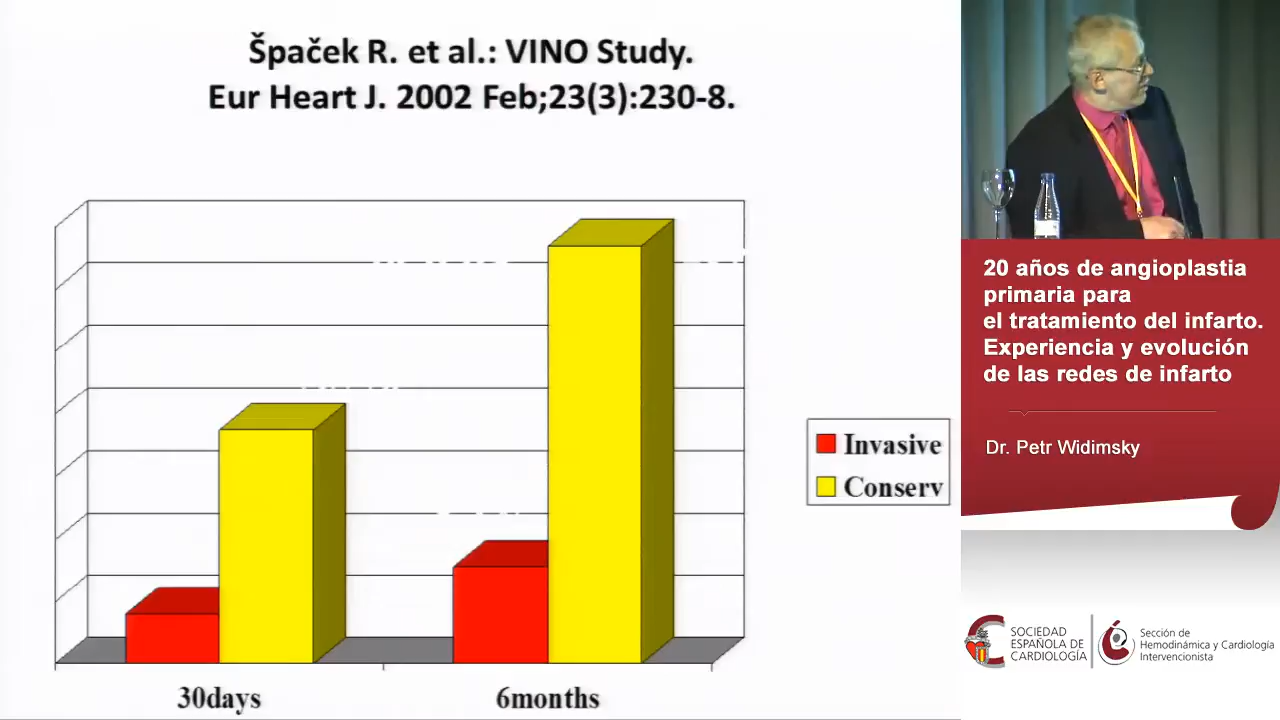 Špaček R. et al.: VINO Study.
Eur Heart J. 2002 Feb;23(3):230-8.
Invasive
Conserv
30days
6months
20 años de angioplastia
primaria para
el tratamiento del infarto.
Experiencia y evolución
de las redes de infarto
Dr. Petr Widimsky
SOCIEDAD
ESPAÑOLA DE
CARDIOLOGÍA
Sección de
Hemodinámica y Cardiología
Intervencionista